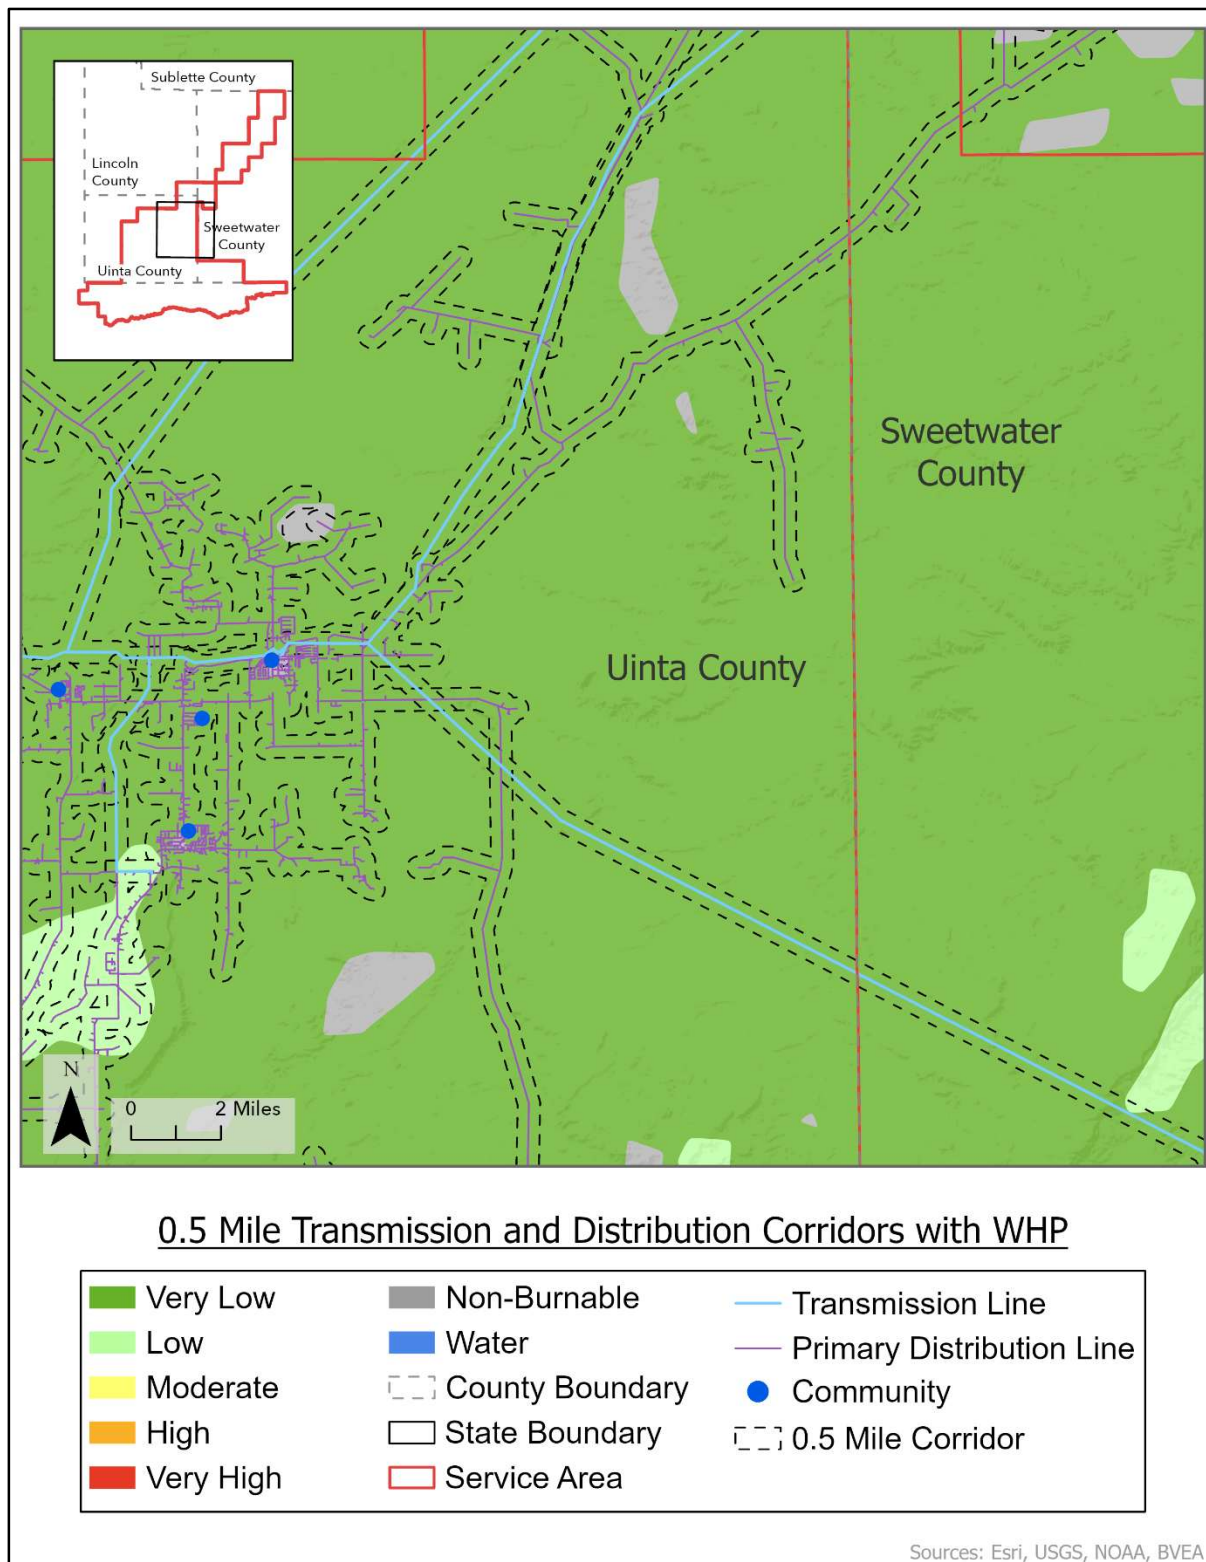 Sublette County
Lincoln
County
Sweetwater
County
Uinta County
Sweetwater
County
Uinta County
N
0 2 Miles
0.5 Mile Transmission and Distribution Corridors with WHP
Very Low
Low
Moderate
High
Very High
Non-Burnable
Water
County Boundary
State Boundary
Service Area
Transmission Line
Primary Distribution Line
Community
0.5 Mile Corridor
Sources: Esri, USGS, NOAA, BVEA